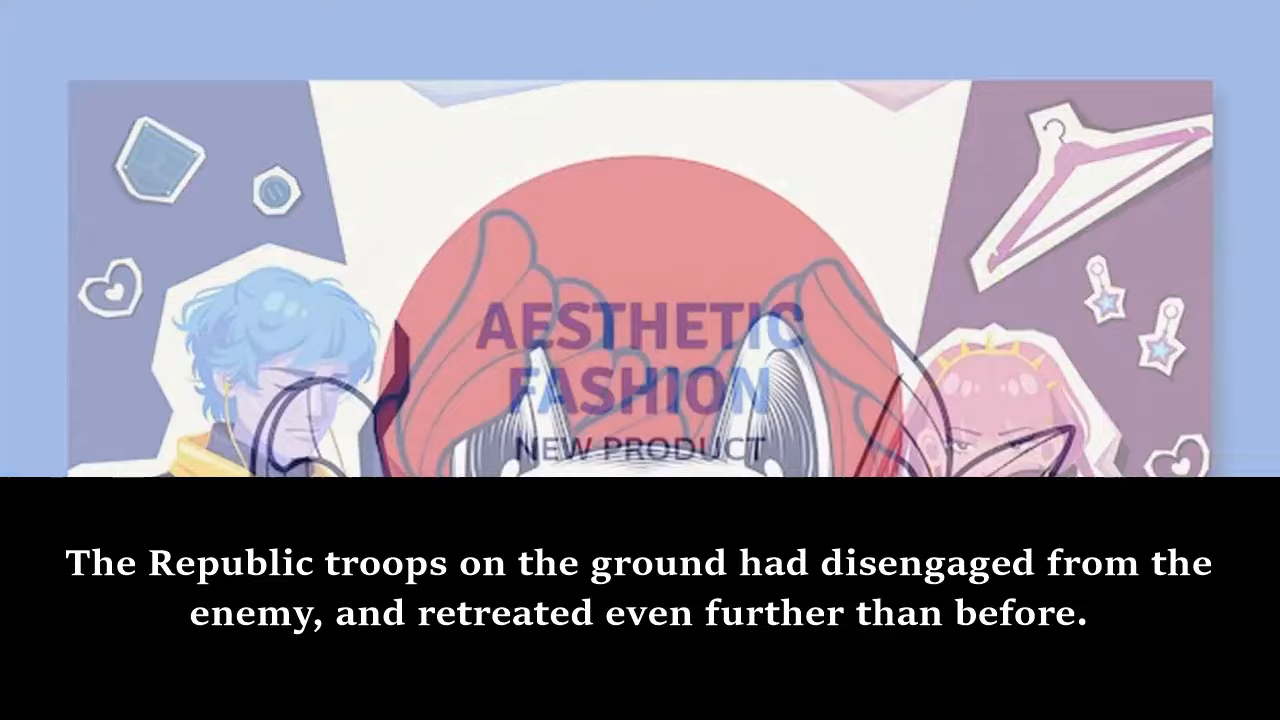 AESTHETIC
FASHION
NEW PRODUCT
The Republic troops on the ground had disengaged from the
enemy, and retreated even further than before.